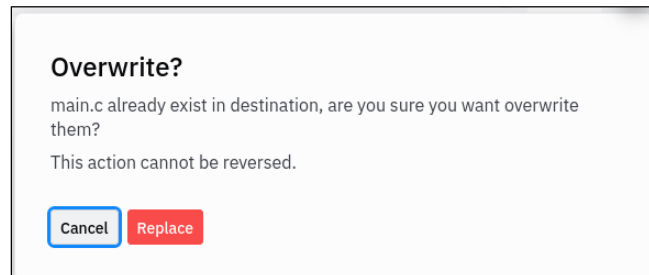 Overwrite?
main.c already exist in destination, are you sure you want overwrite
them?
This action cannot be reversed.
Cancel Replace